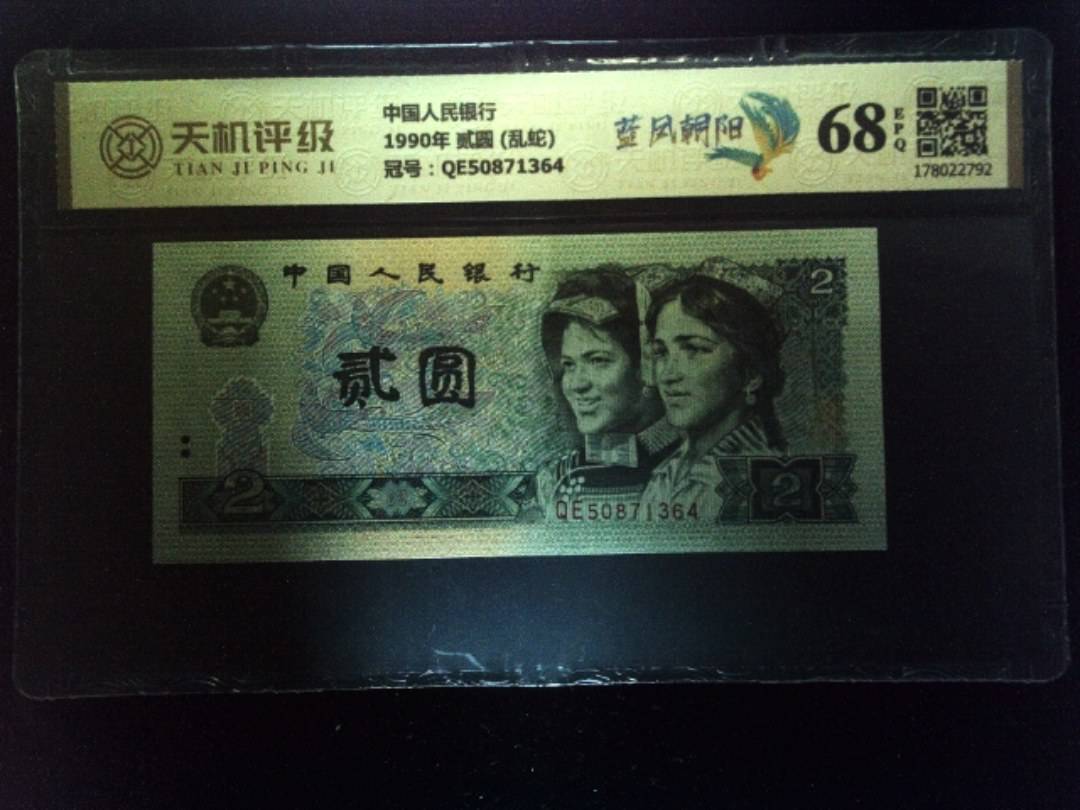 天机评级
TIAN JI PING JI
中国人民银行
1990年 贰圆 (乱蛇)
冠号：QE50871364
蓝凤朝阳
68
EPQ
178022792
中国人民银行
2
贰圆
2
QE50871364
2